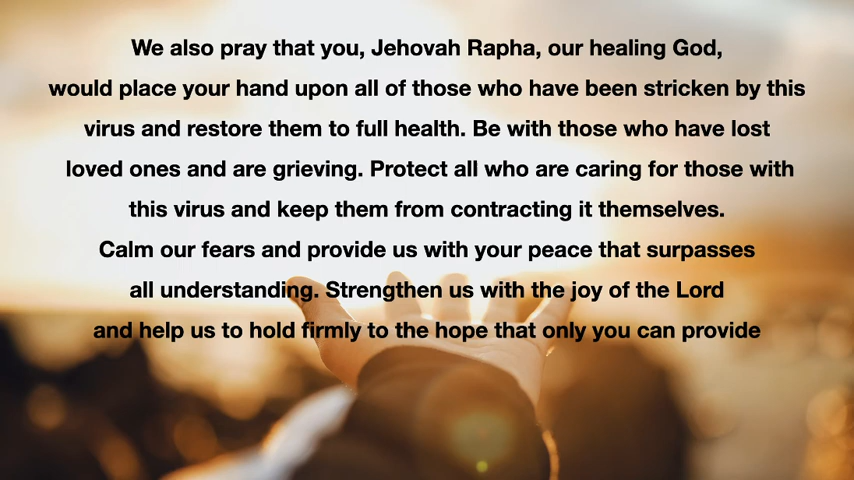 We also pray that you, Jehovah Rapha, our healing God,
would place your hand upon all of those who have been stricken by this
virus and restore them to full health. Be with those who have lost
loved ones and are grieving. Protect all who are caring for those with
this virus and keep them from contracting it themselves.
Calm our fears and provide us with your peace that surpasses
all understanding. Strengthen us with the joy of the Lord
and help us to hold firmly to the hope that only you can provide